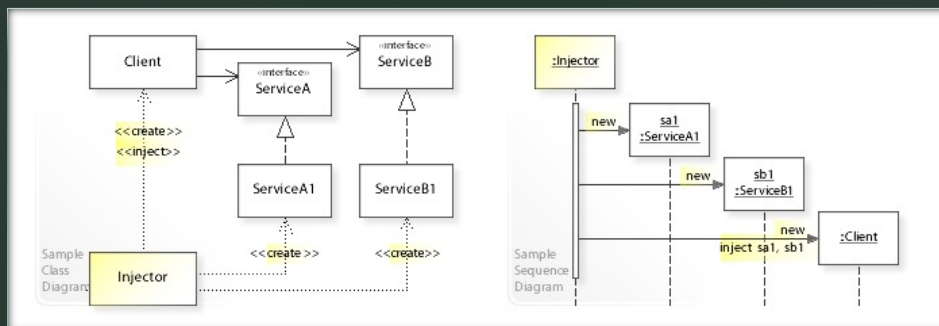 Client
«interface»
ServiceA
«interface»
ServiceB
<<create>>
<<inject>>
ServiceA1
ServiceB1
<<create>>
<<create>>
Sample
Class
Diagram
Injector
:Injector
new
sa1
:ServiceA1
new
sb1
:ServiceB1
new
inject sa1, sb1
:Client
Sample
Sequence
Diagram